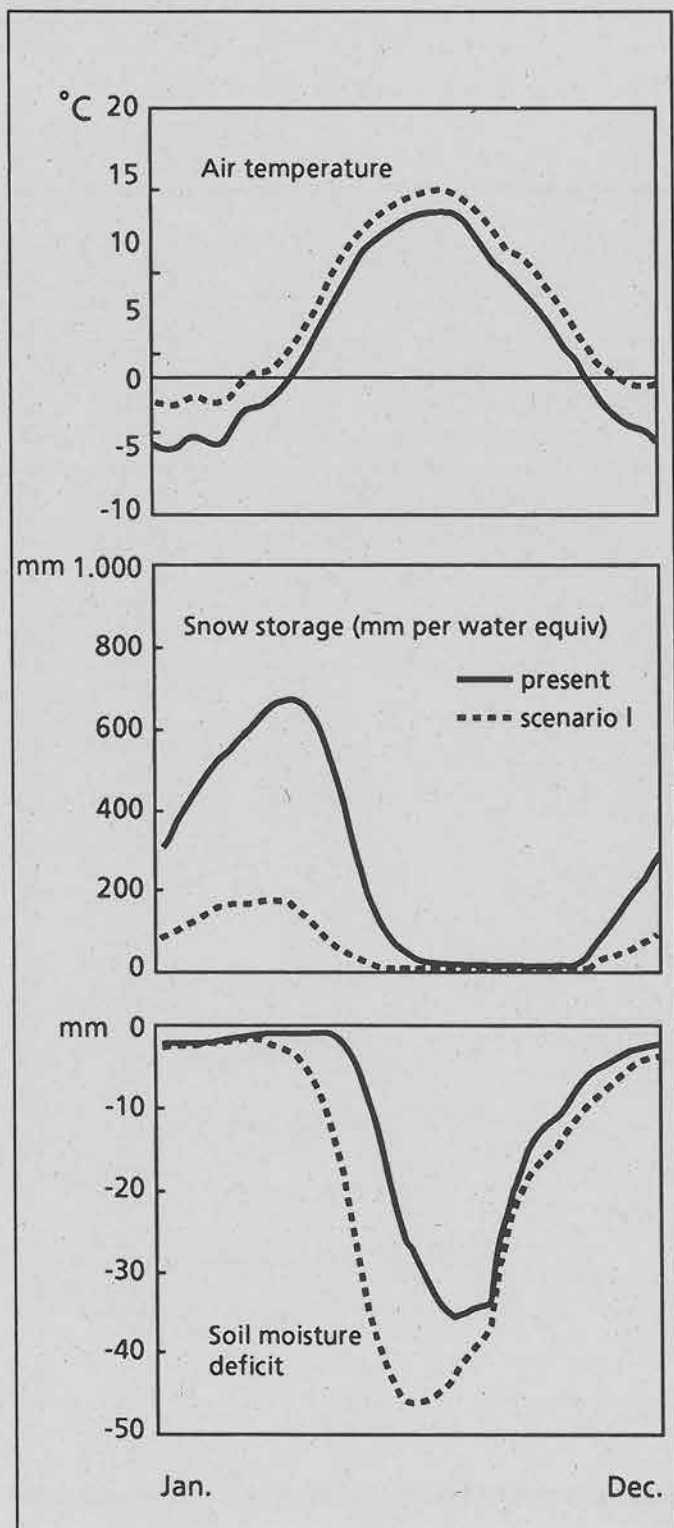 °C 20
Air temperature
15
10
5
0
-5
-10
mm 1.000
Snow storage (mm per water equiv)
800
present
600
scenario I
400
200
0
mm 0
-10
-20
-30
Soil moisture
-40
deficit
-50
Jan. Dec.